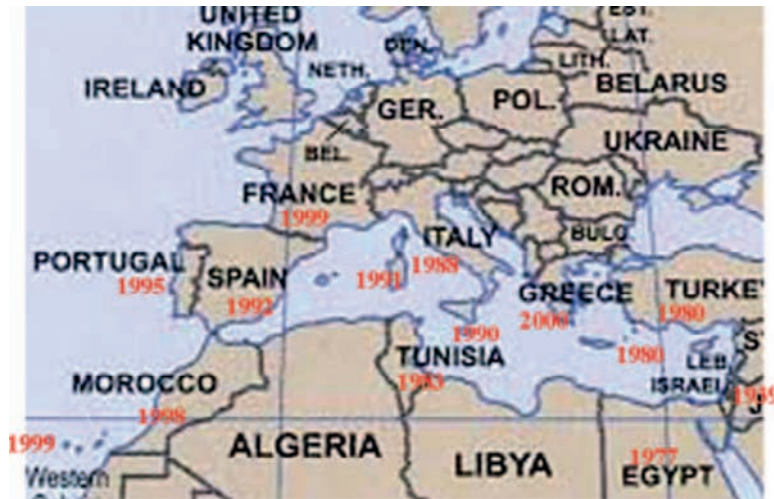 UNITED
KINGDOM
EST.
LAT.
DEN.
LITH.
NETH.
IRELAND
BELARUS
GER.
POL.
UKRAINE
BEL.
FRANCE
ROM.
1999
ITALY
BULG
PORTUGAL
SPAIN
1991
1988
1995
1992
GREECE
TURKEY
2000
1980
1990
1980
TUNISIA
LEB.
S.
MOROCCO
1983
ISRAEL
J
1998
1999
ALGERIA
LIBYA
1977
EGYPT
Western